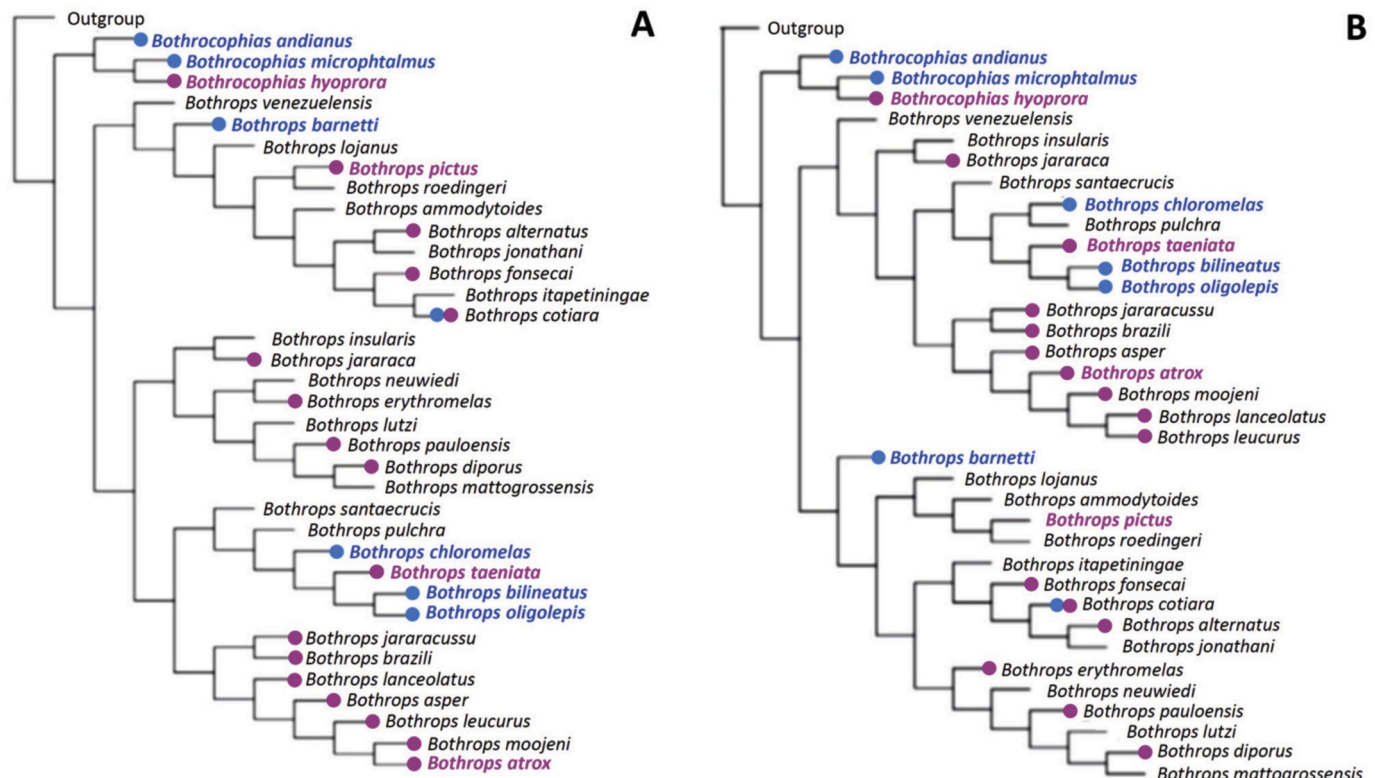 Outgroup
A
Bothrocophias andianus
Bothrocophias microphtalmus
Bothrocophias hyoprora
Bothrops venezuelensis
Bothrops barnetti
Bothrops lojanus
Bothrops pictus
Bothrops roedingeri
Bothrops ammodytoides
Bothrops alternatus
Bothrops jonathani
Bothrops fonsecai
Bothrops itapetiningae
Bothrops cotiara
Bothrops insularis
Bothrops jararaca
Bothrops neuwiedi
Bothrops erythromelas
Bothrops lutzi
Bothrops pauloensis
Bothrops diporus
Bothrops mattogrossensis
Bothrops santaecrucis
Bothrops pulchra
Bothrops chloromelas
Bothrops taeniata
Bothrops bilineatus
Bothrops oligolepis
Bothrops jararacussu
Bothrops brazili
Bothrops lanceolatus
Bothrops asper
Bothrops leucurus
Bothrops moojeni
Bothrops atrox
Outgroup
B
Bothrocophias andianus
Bothrocophias microphtalmus
Bothrocophias hyoprora
Bothrops venezuelensis
Bothrops insularis
Bothrops jararaca
Bothrops santaecrucis
Bothrops chloromelas
Bothrops pulchra
Bothrops taeniata
Bothrops bilineatus
Bothrops oligolepis
Bothrops jararacussu
Bothrops brazili
Bothrops asper
Bothrops atrox
Bothrops moojeni
Bothrops lanceolatus
Bothrops leucurus
Bothrops barnetti
Bothrops lojanus
Bothrops ammodytoides
Bothrops pictus
Bothrops roedingeri
Bothrops itapetiningae
Bothrops fonsecai
Bothrops cotiara
Bothrops alternatus
Bothrops jonathani
Bothrops erythromelas
Bothrops neuwiedi
Bothrops pauloensis
Bothrops lutzi
Bothrops diporus
Bothrops mattogrossensis